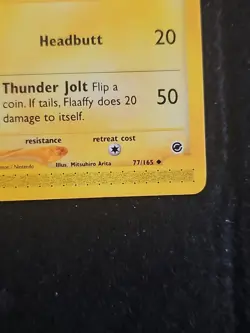 Headbutt 20
Thunder Jolt Flip a
coin. If tails, Flaaffy does 20 50
damage to itself.
resistance retreat cost
Illus. Mitsuhiro Arita 77/165